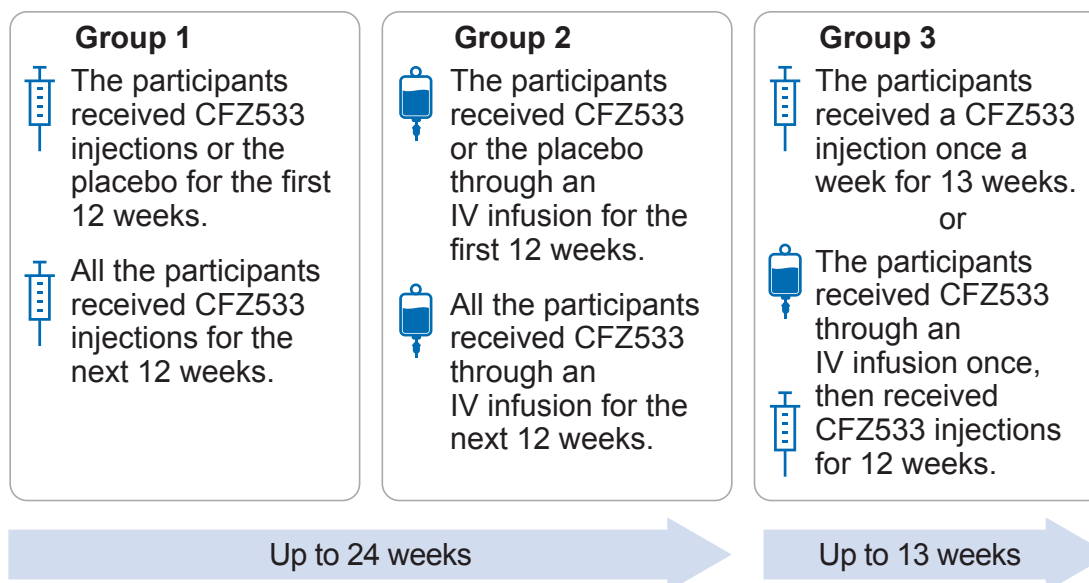 Group 1
The participants
received CFZ533
injections or the
placebo for the first
12 weeks.
All the participants
received CFZ533
injections for the
next 12 weeks.
Group 2
The participants
received CFZ533
or the placebo
through an
IV infusion for the
first 12 weeks.
All the participants
received CFZ533
through an
IV infusion for the
next 12 weeks.
Group 3
The participants
received a CFZ533
injection once a
week for 13 weeks.
or
The participants
received CFZ533
through an
IV infusion once,
then received
CFZ533 injections
for 12 weeks.
Up to 24 weeks
Up to 13 weeks